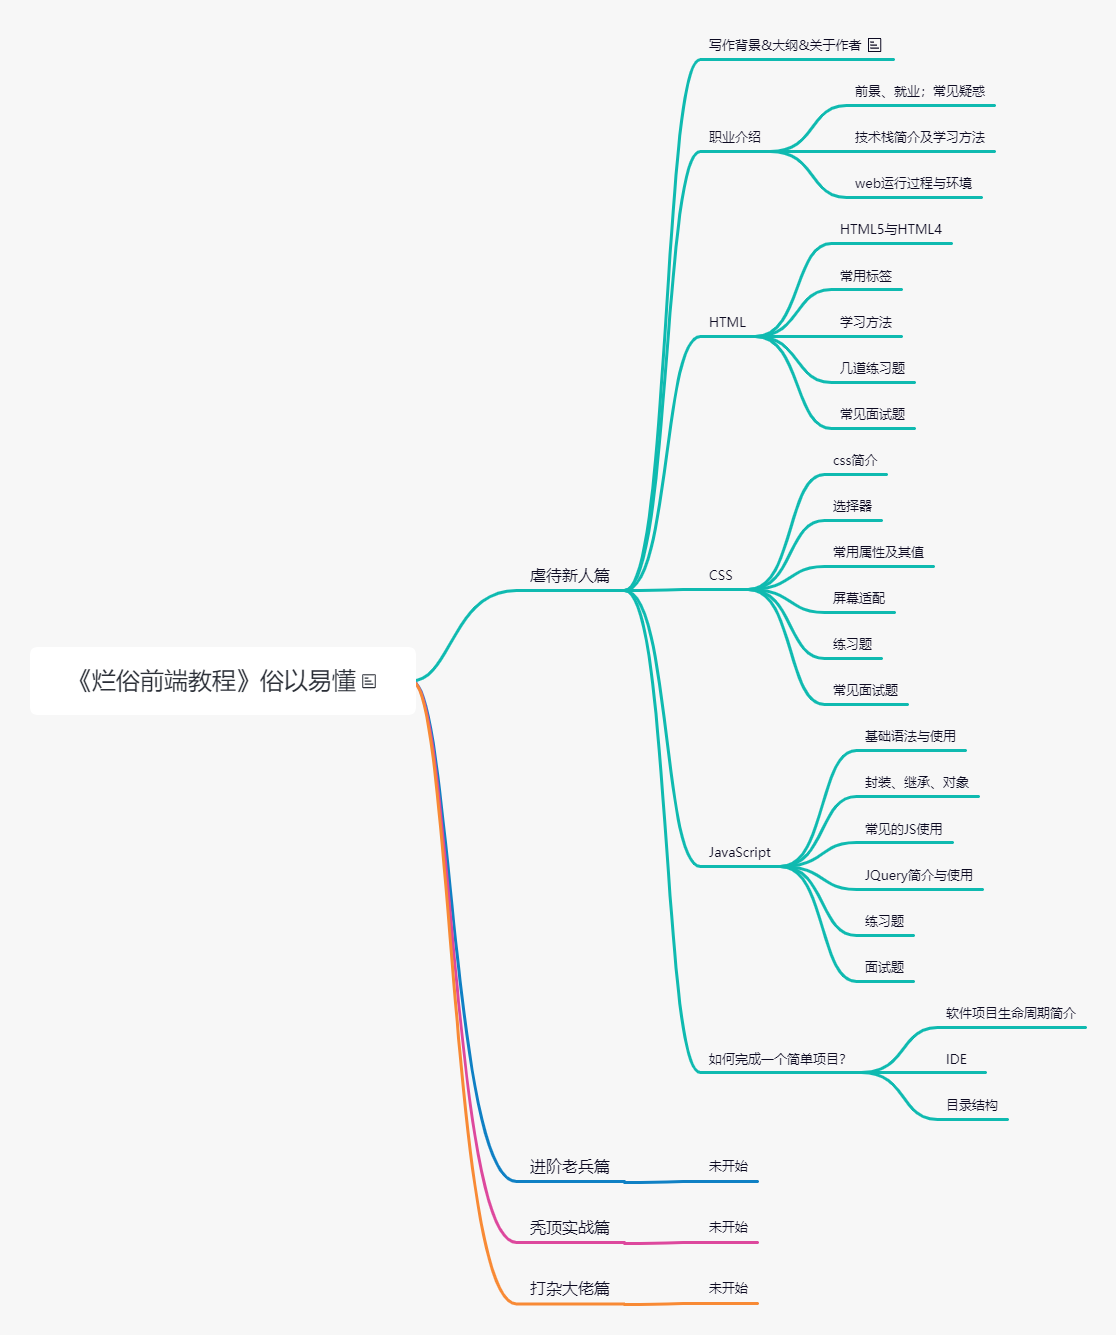 《烂俗前端教程》俗以易懂
虐待新人篇
写作背景&大纲&关于作者
职业介绍
前景、就业；常见疑惑
技术栈简介及学习方法
web运行过程与环境
HTML
HTML5与HTML4
常用标签
学习方法
几道练习题
常见面试题
CSS
css简介
选择器
常用属性及其值
屏幕适配
练习题
常见面试题
JavaScript
基础语法与使用
封装、继承、对象
常见的JS使用
JQuery简介与使用
练习题
面试题
如何完成一个简单项目？
软件项目生命周期简介
IDE
目录结构
进阶老兵篇
未开始
秃顶实战篇
未开始
打杂大佬篇
未开始